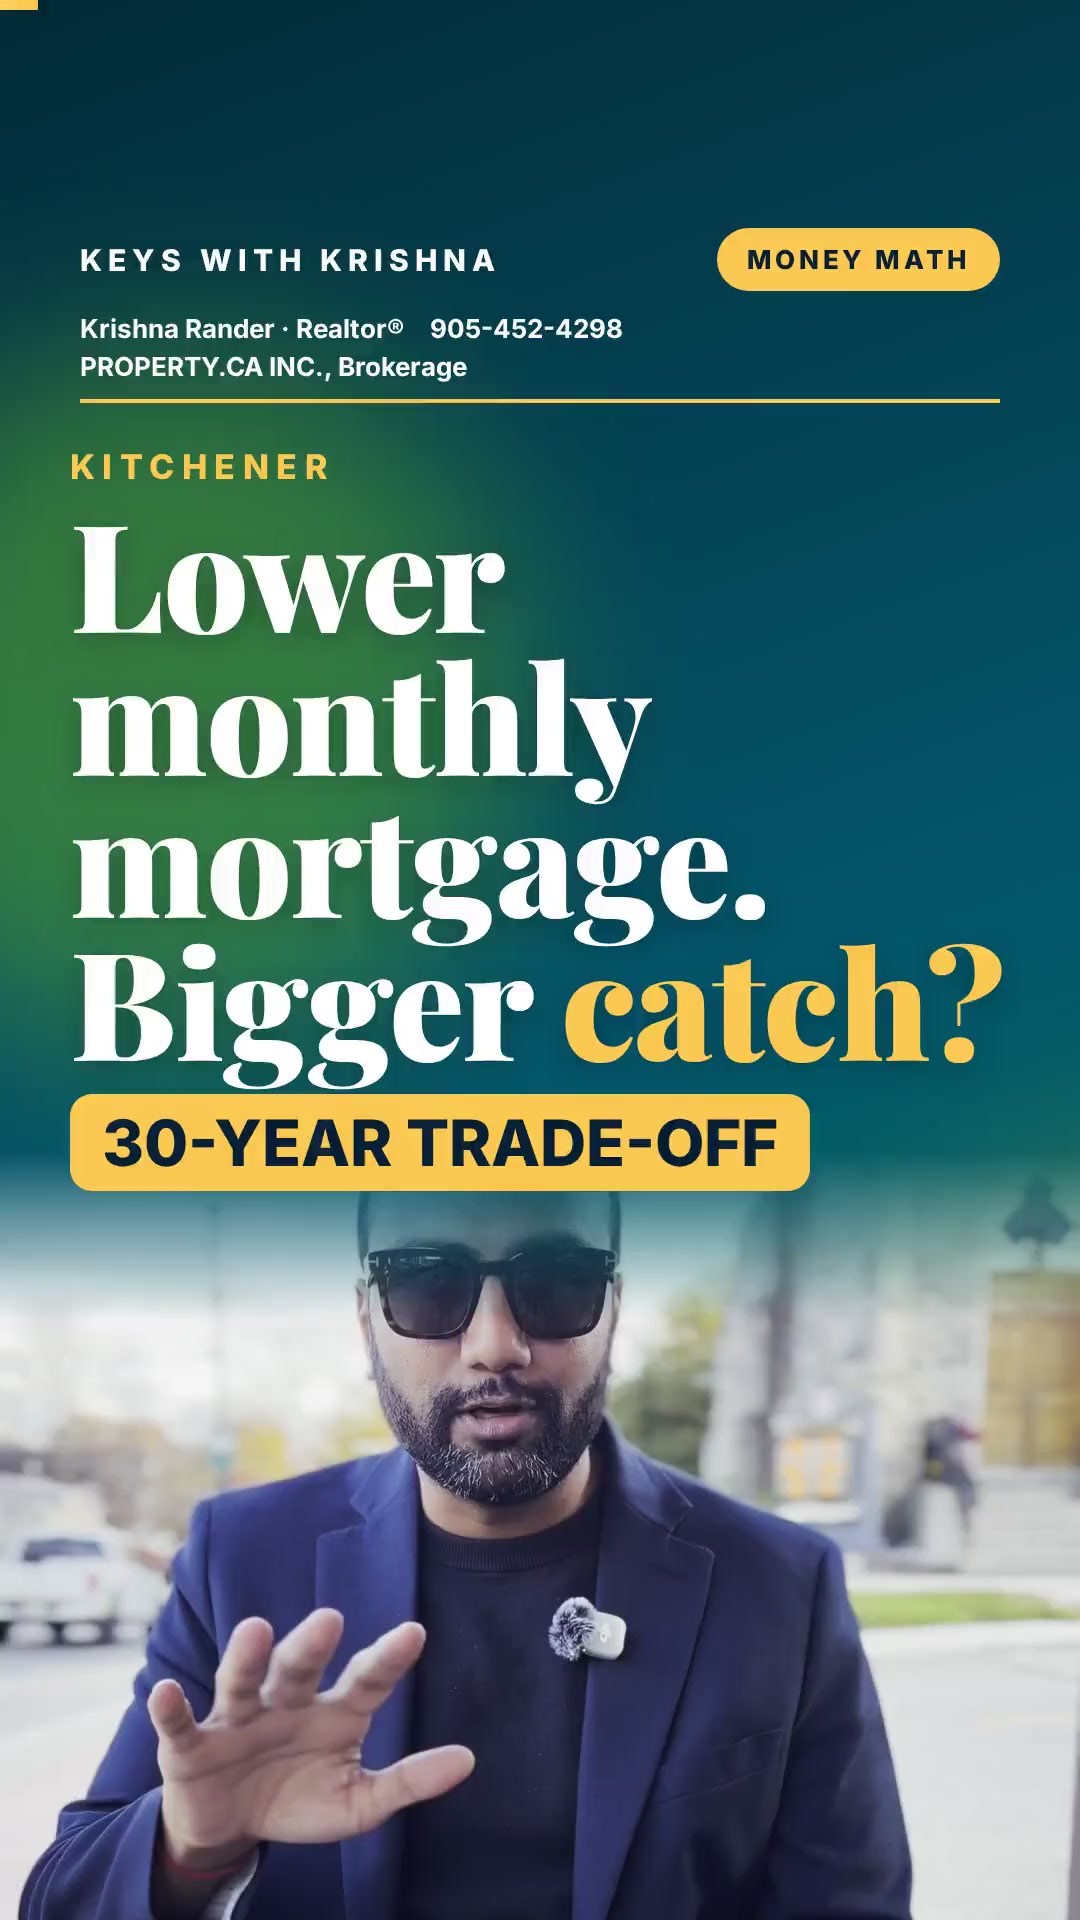 KEYS WITH KRISHNA
MONEY MATH
Krishna Rander · Realtor® 905-452-4298
PROPERTY.CA INC., Brokerage
KITCHENER
Lower
monthly
mortgage.
Bigger catch?
30-YEAR TRADE-OFF